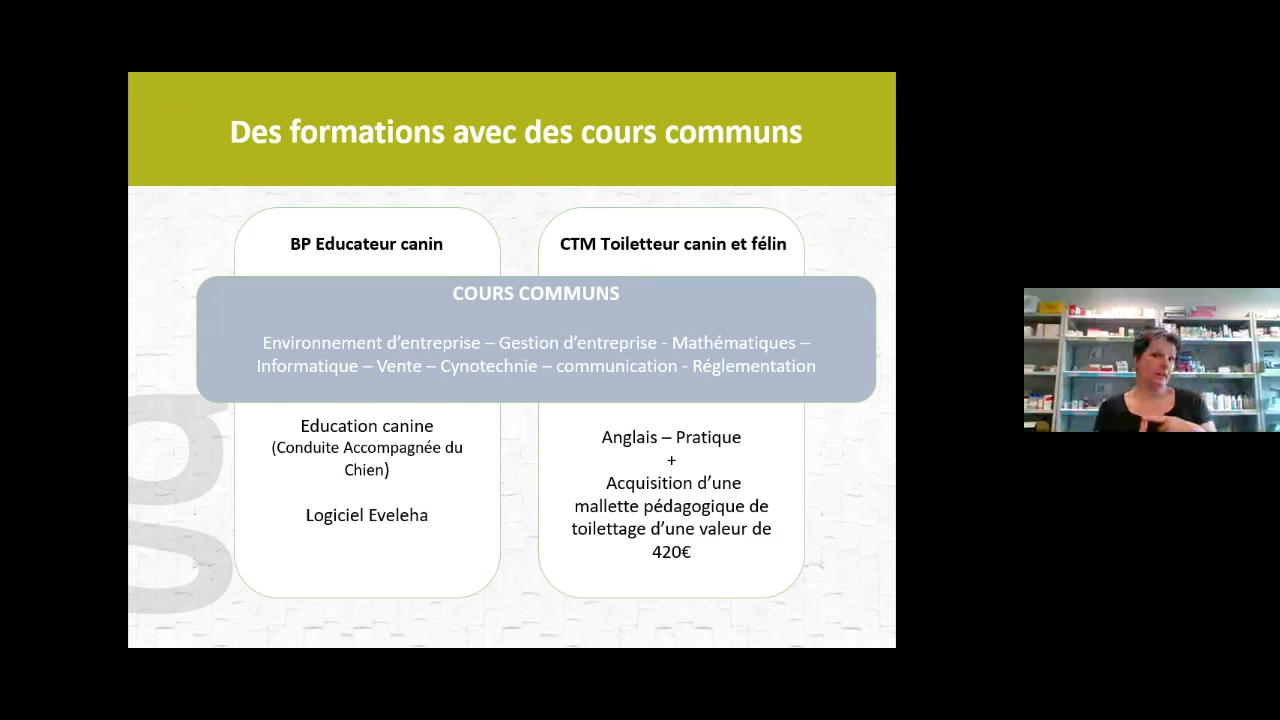 Des formations avec des cours communs
BP Educateur canin
CTM Toiletteur canin et félin
COURS COMMUNS
Environnement d’entreprise – Gestion d’entreprise - Mathématiques –
Informatique – Vente – Cynotechnie – communication - Réglementation
Education canine
(Conduite Accompagnée du
Chien)
Logiciel Eveleha
Anglais – Pratique
+
Acquisition d’une
mallette pédagogique de
toilettage d’une valeur de
420€